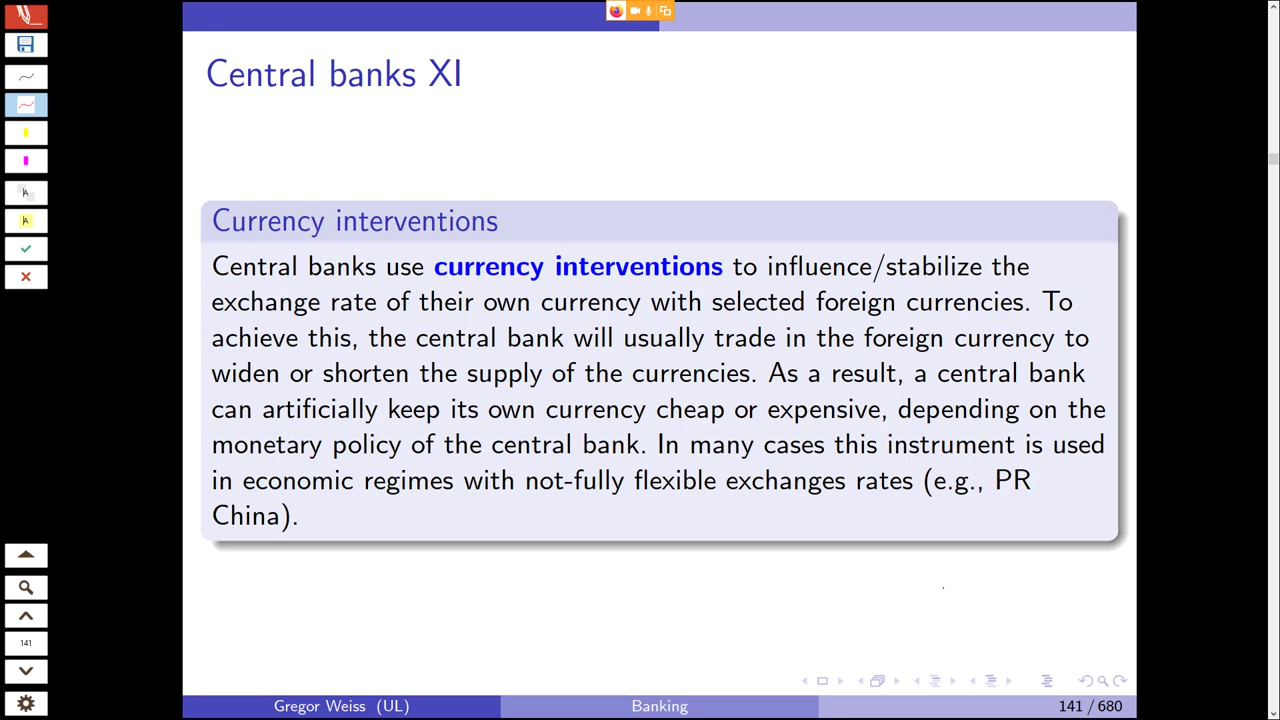 Central banks XI
Currency interventions
Central banks use currency interventions to influence/stabilize the
exchange rate of their own currency with selected foreign currencies. To
achieve this, the central bank will usually trade in the foreign currency to
widen or shorten the supply of the currencies. As a result, a central bank
can artificially keep its own currency cheap or expensive, depending on the
monetary policy of the central bank. In many cases this instrument is used
in economic regimes with not-fully flexible exchanges rates (e.g., PR
China).
141
Gregor Weiss (UL) Banking 141 / 680